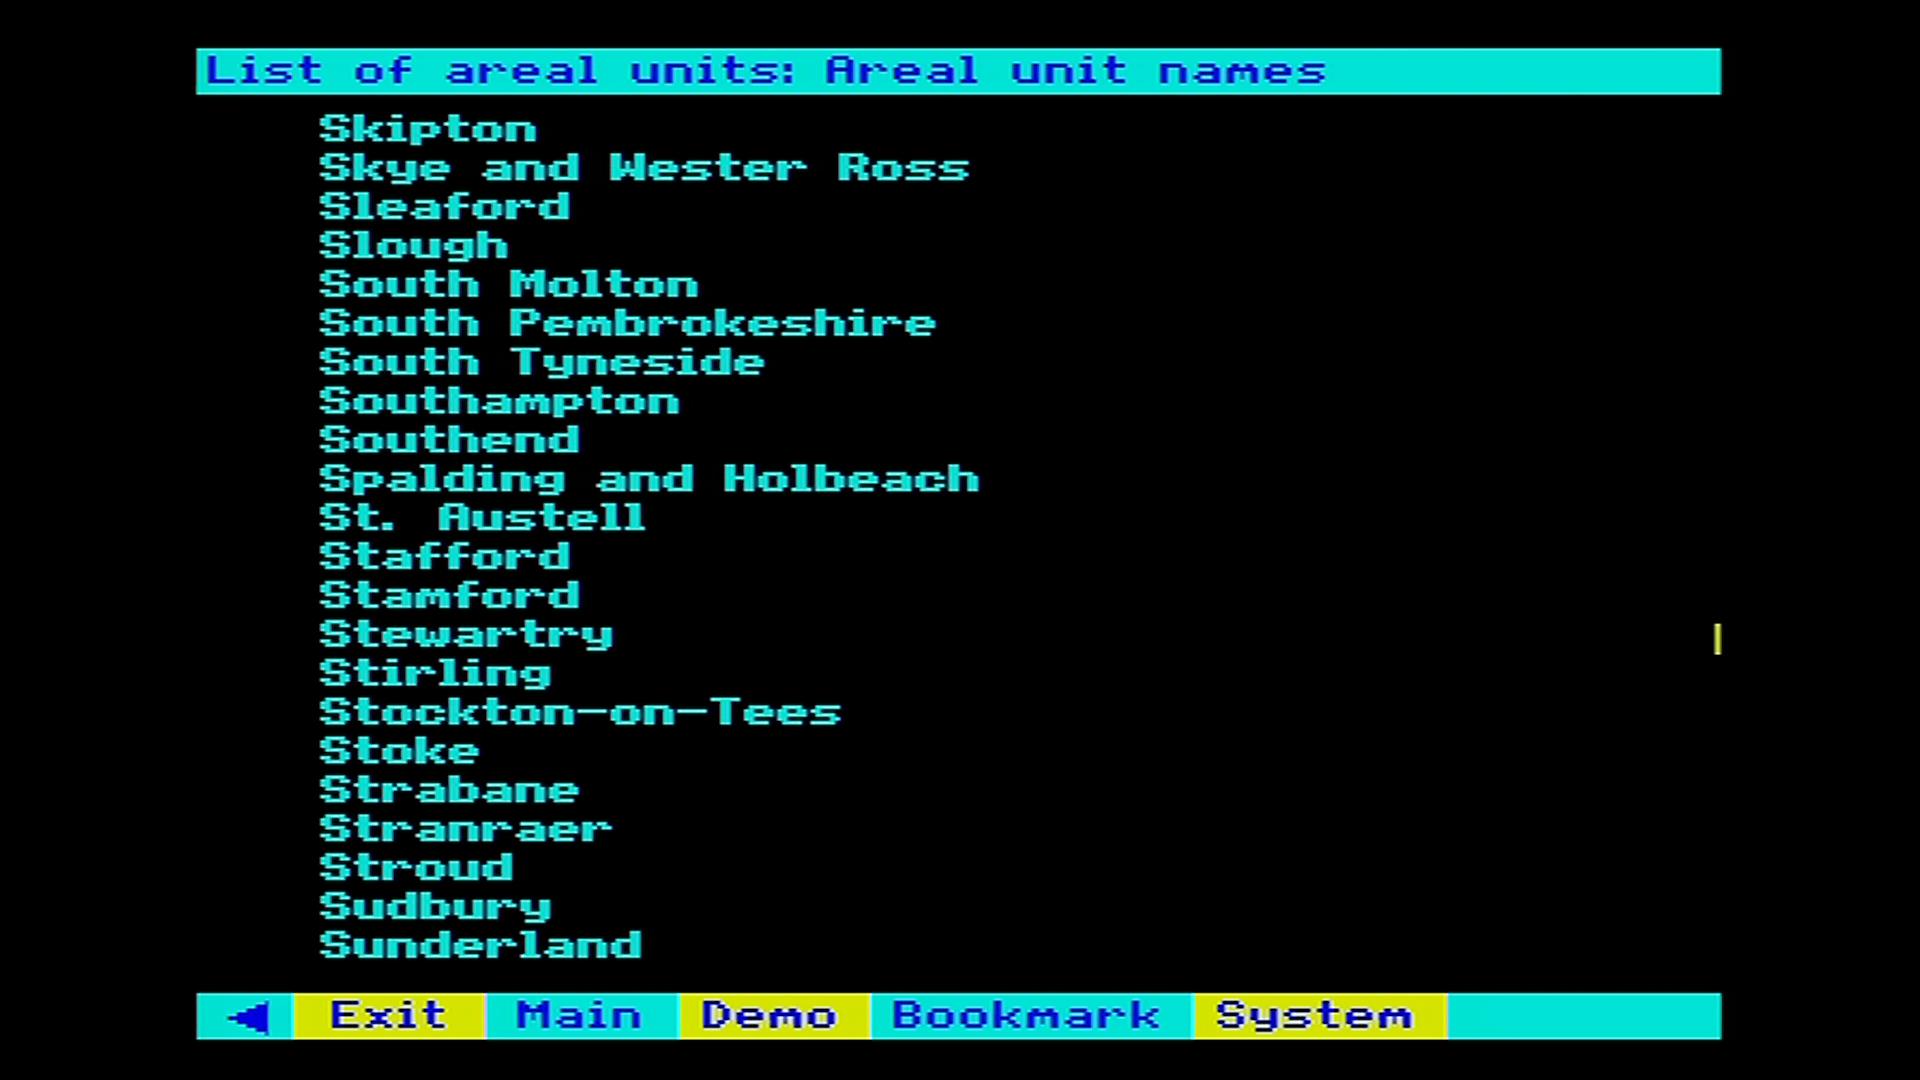 List of areal units: Areal unit names
Skipton
Skye and Wester Ross
Sleaford
Slough
South Molton
South Pembrokeshire
South Tyneside
Southampton
Southend
Spalding and Holbeach
St. Austell
Stafford
Stamford
Stewartry
Stirling
Stockton-on-Tees
Stoke
Strabane
Stranraer
Stroud
Sudbury
Sunderland
Exit Main Demo Bookmark System